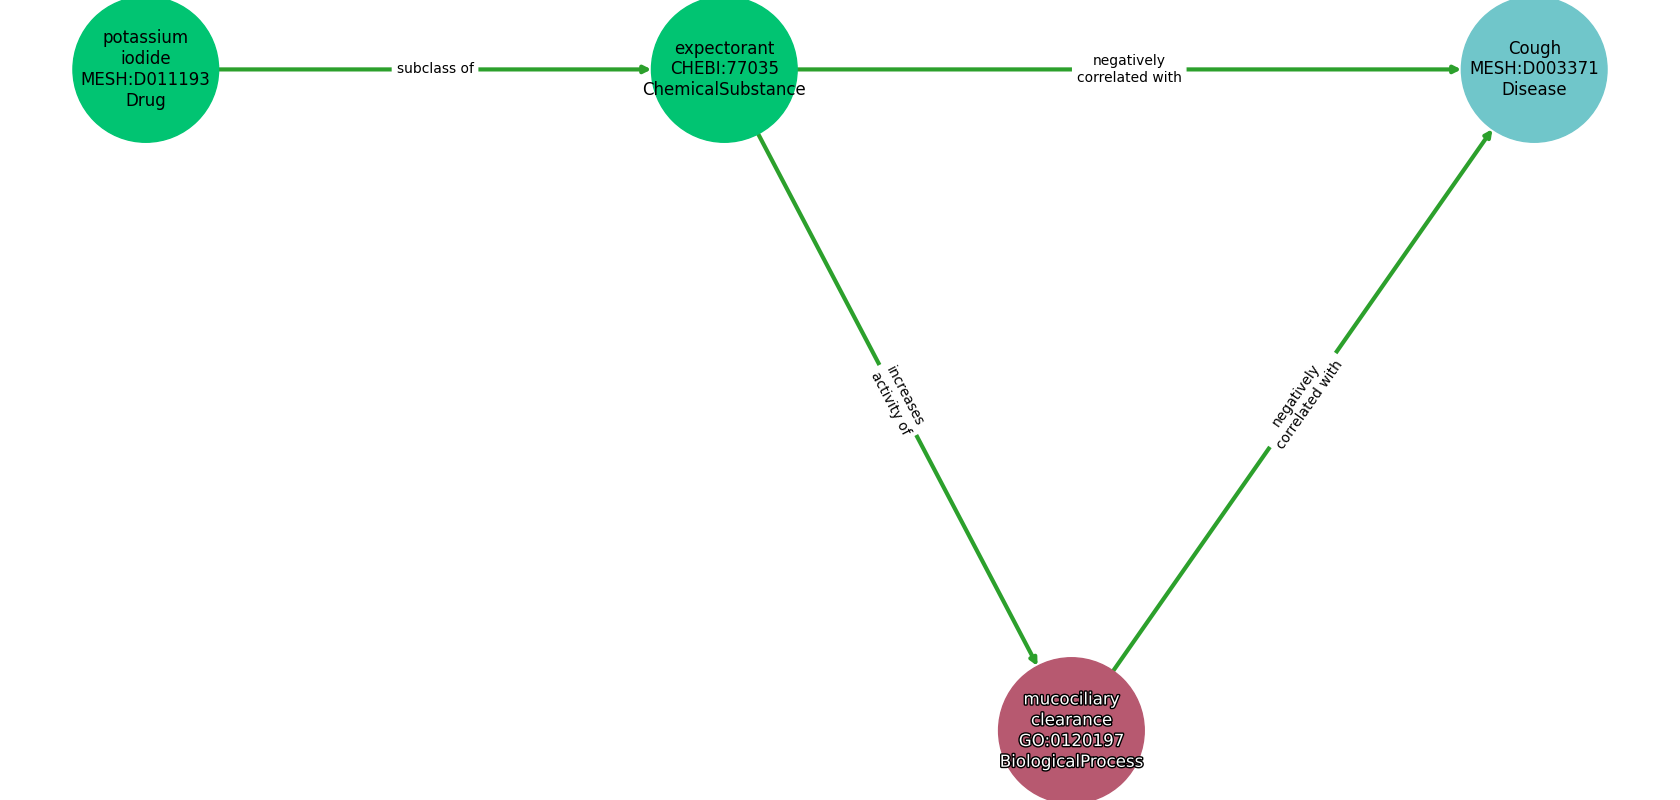 potassium
iodide
MESH:D011193
Drug
subclass of
expectorant
CHEBI:77035
ChemicalSubstance
negatively
correlated with
Cough
MESH:D003371
Disease
increases
activity of
negatively
correlated with
mucociliary
clearance
GO:0120197
BiologicalProcess